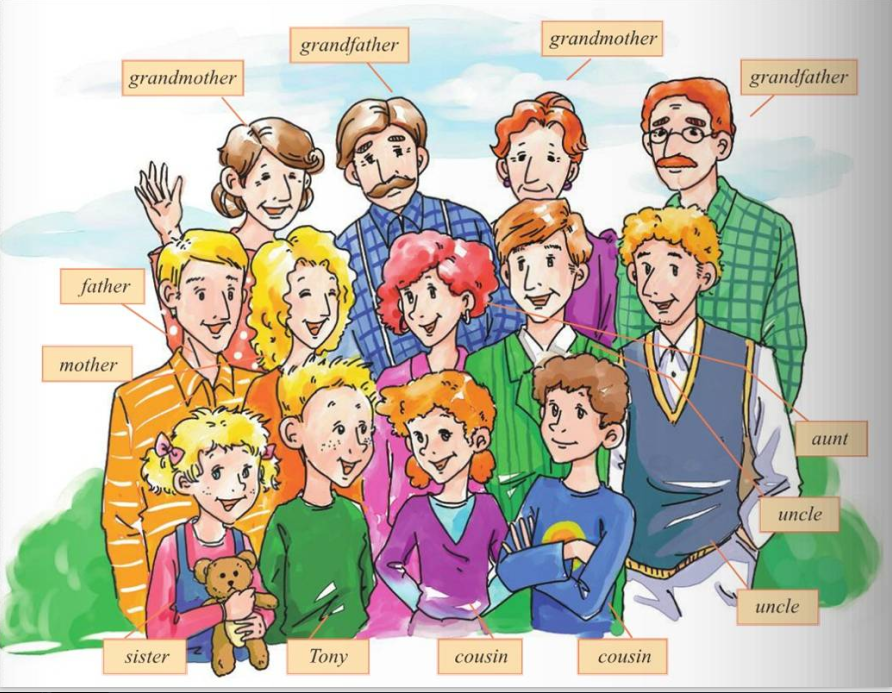 grandmother
grandfather
grandmother
grandfather
father
mother
aunt
uncle
uncle
sister
Tony
cousin
cousin